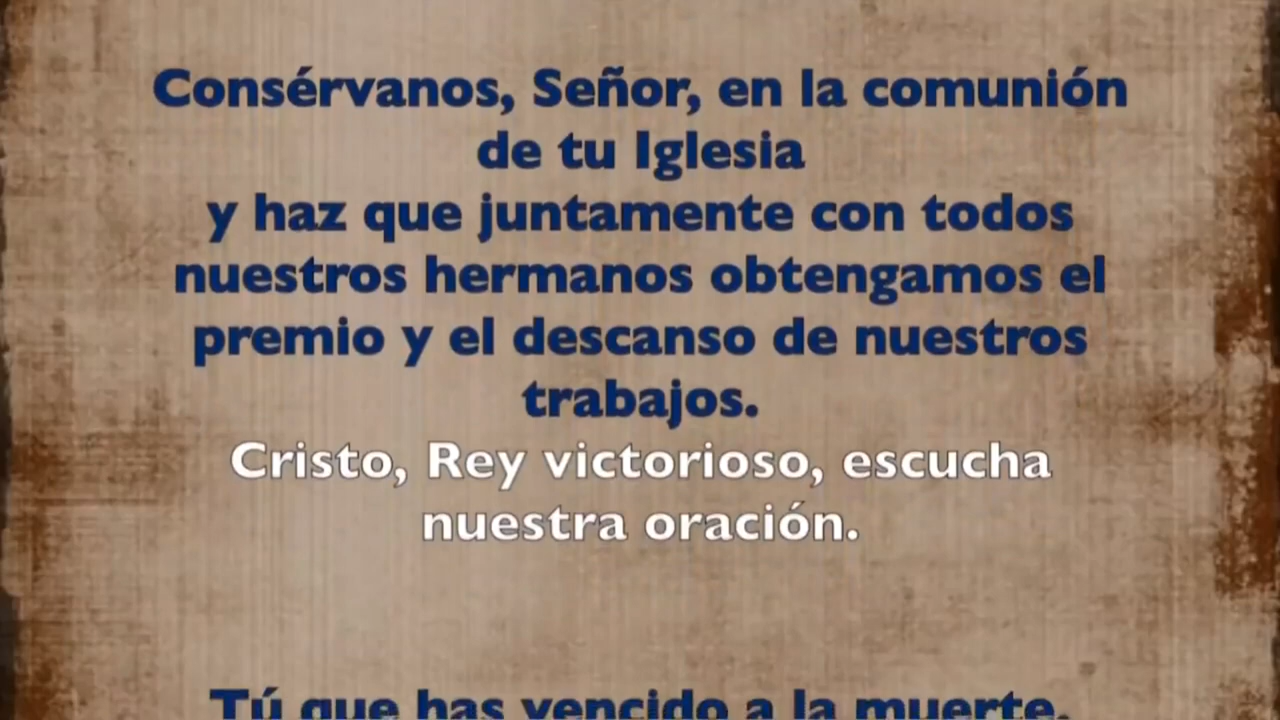 Consérvanos, Señor, en la comunión
de tu Iglesia
y haz que juntamente con todos
nuestros hermanos obtengamos el
premio y el descanso de nuestros
trabajos.
Cristo, Rey victorioso, escucha
nuestra oración.
Tú que has vencido a la muerte,